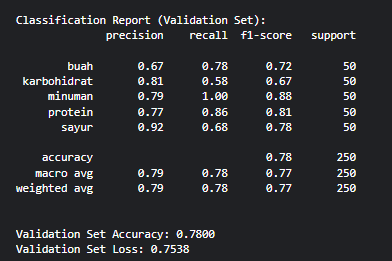 Classification Report (Validation Set):
precision recall f1-score support
buah 0.67 0.78 0.72 50
karbohidrat 0.81 0.58 0.67 50
minuman 0.79 1.00 0.88 50
protein 0.77 0.86 0.81 50
sayur 0.92 0.68 0.78 50
accuracy 0.78 250
macro avg 0.79 0.78 0.77 250
weighted avg 0.79 0.78 0.77 250
Validation Set Accuracy: 0.7800
Validation Set Loss: 0.7538